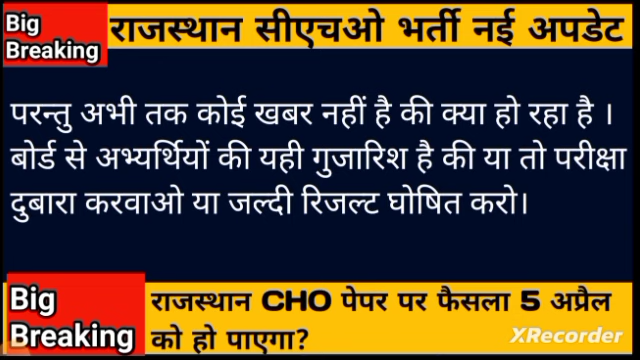 Big
Breaking
राजस्थान सीएचओ भर्ती नई अपडेट
परन्तु अभी तक कोई खबर नहीं है की क्या हो रहा है ।
बोर्ड से अभ्यर्थियों की यही गुजारिश है की या तो परीक्षा
दुबारा करवाओ या जल्दी रिजल्ट घोषित करो।
Big
Breaking
राजस्थान CHO पेपर पर फैसला 5 अप्रैल
को हो पाएगा?
XRecorder